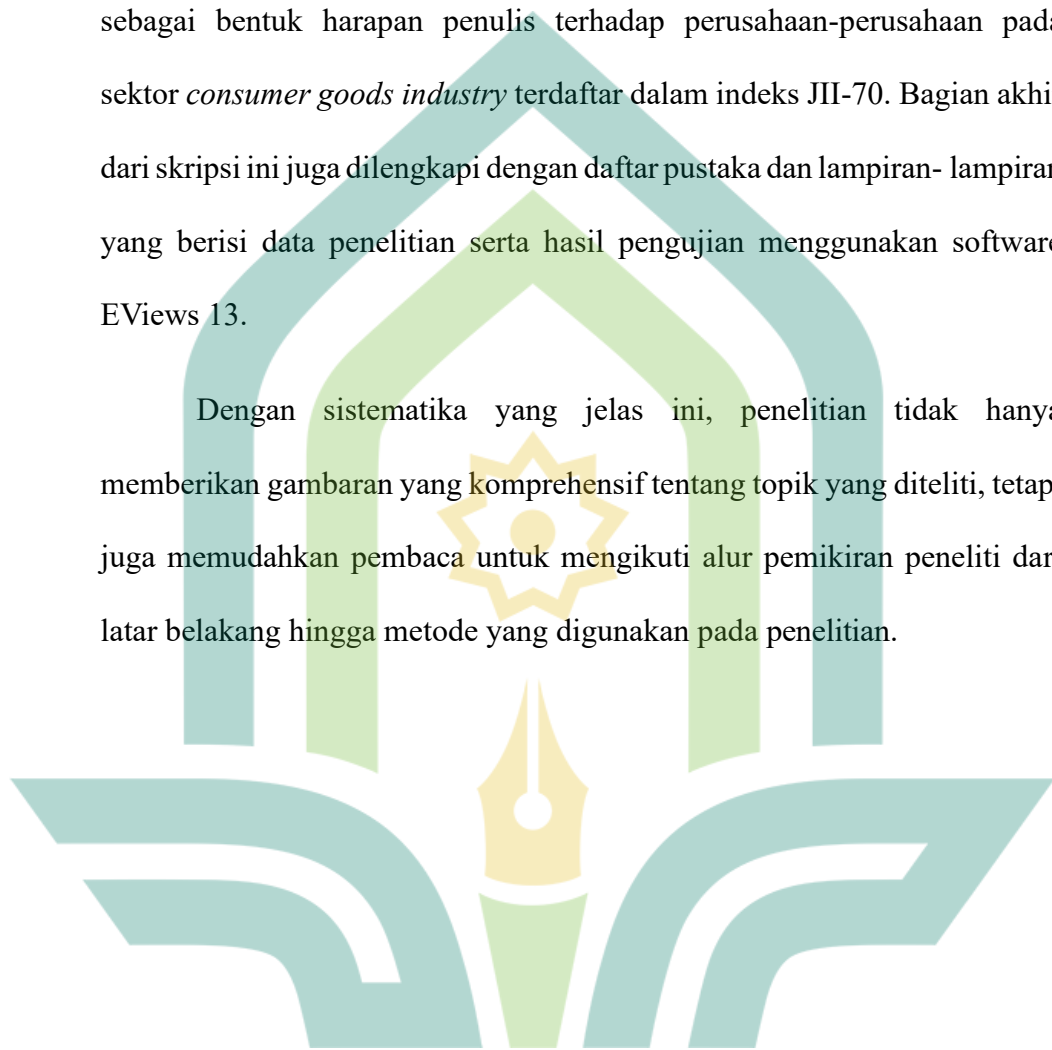 sebagai bentuk harapan penulis terhadap perusahaan-perusahaan pada
sektor consumer goods industry terdaftar dalam indeks JII-70. Bagian akhi
dari skripsi ini juga dilengkapi dengan daftar pustaka dan lampiran- lampiran
yang berisi data penelitian serta hasil pengujian menggunakan software
EViews 13.
Dengan sistematika yang jelas ini, penelitian tidak hanya
memberikan gambaran yang komprehensif tentang topik yang diteliti, tetap
juga memudahkan pembaca untuk mengikuti alur pemikiran peneliti dar
latar belakang hingga metode yang digunakan pada penelitian.